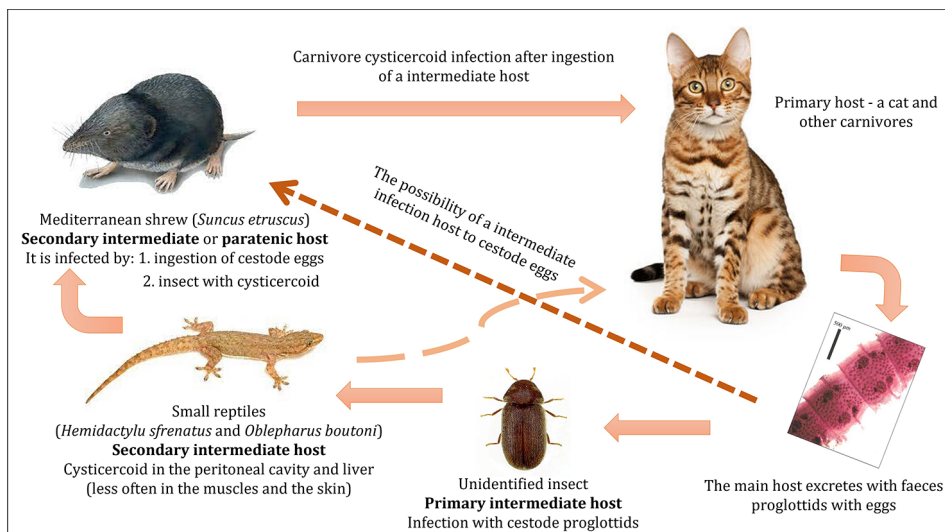 Carnivore cysticercoid infection after ingestion
of a intermediate host
Primary host - a cat and
other carnivores
The possibility of a intermediate
infection host to cestode eggs
Mediterranean shrew (Suncus etruscus)
Secondary intermediate or paratenic host
It is infected by: 1. ingestion of cestode eggs
2. insect with cysticercoid
500 µm
Small reptiles
(Hemidactylu sfrenatus and Oblepharus boutoni)
Secondary intermediate host
Cysticercoid in the peritoneal cavity and liver
(less often in the muscles and the skin)
Unidentified insect
Primary intermediate host
Infection with cestode proglottids
The main host excretes with faeces
proglottids with eggs